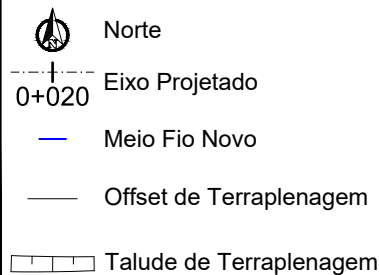 N
Norte
0+020
Eixo Projetado
Meio Fio Novo
Offset de Terraplenagem
Talude de Terraplenagem